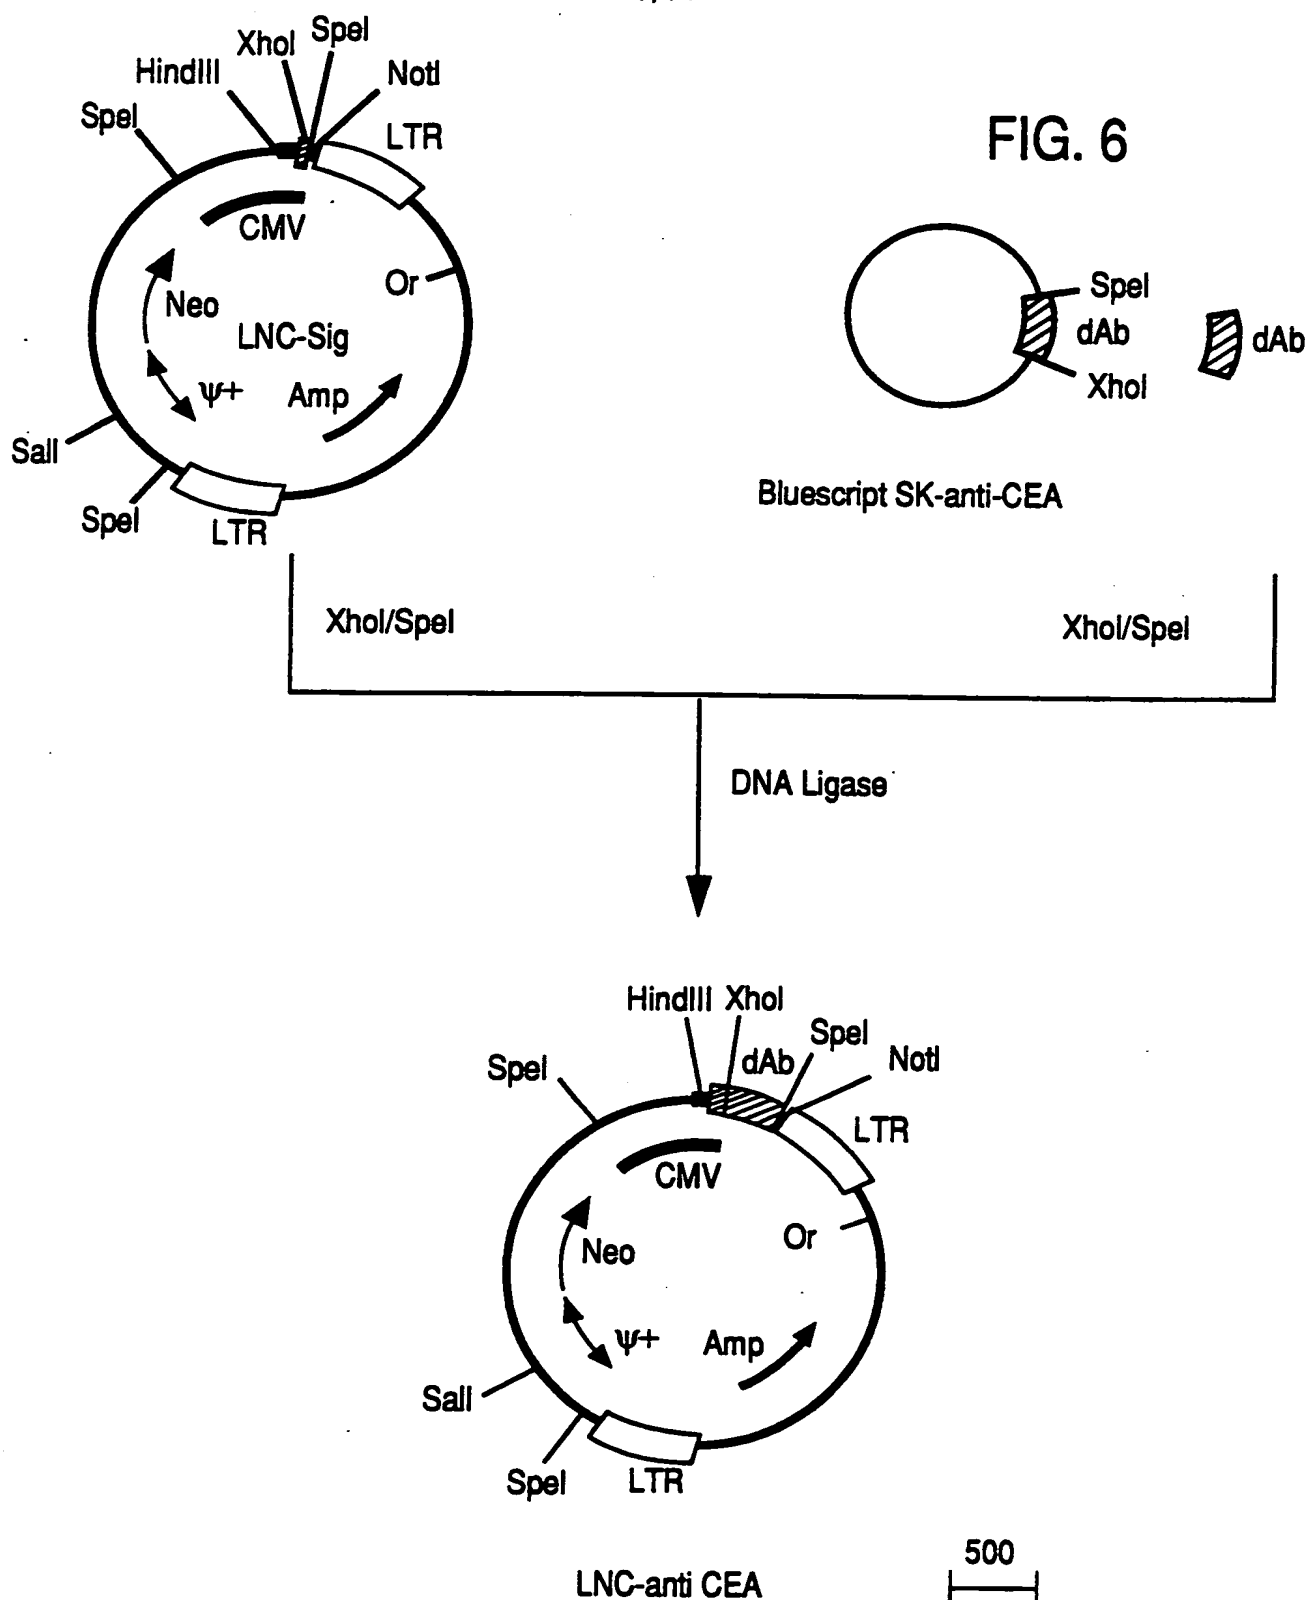 FIG. 6
SpeI
XhoI
HindIII
NotI
SpeI
LTR
CMV
Or
Neo
LNC-Sig
ψ+
Amp
SalI
SpeI
LTR
SpeI
dAb
XhoI
dAb
Bluescript SK-anti-CEA
XhoI/SpeI
XhoI/SpeI
DNA Ligase
HindIII XhoI
SpeI
dAb
NotI
SpeI
LTR
CMV
Or
Neo
ψ+
Amp
SalI
SpeI
LTR
500
LNC-anti CEA